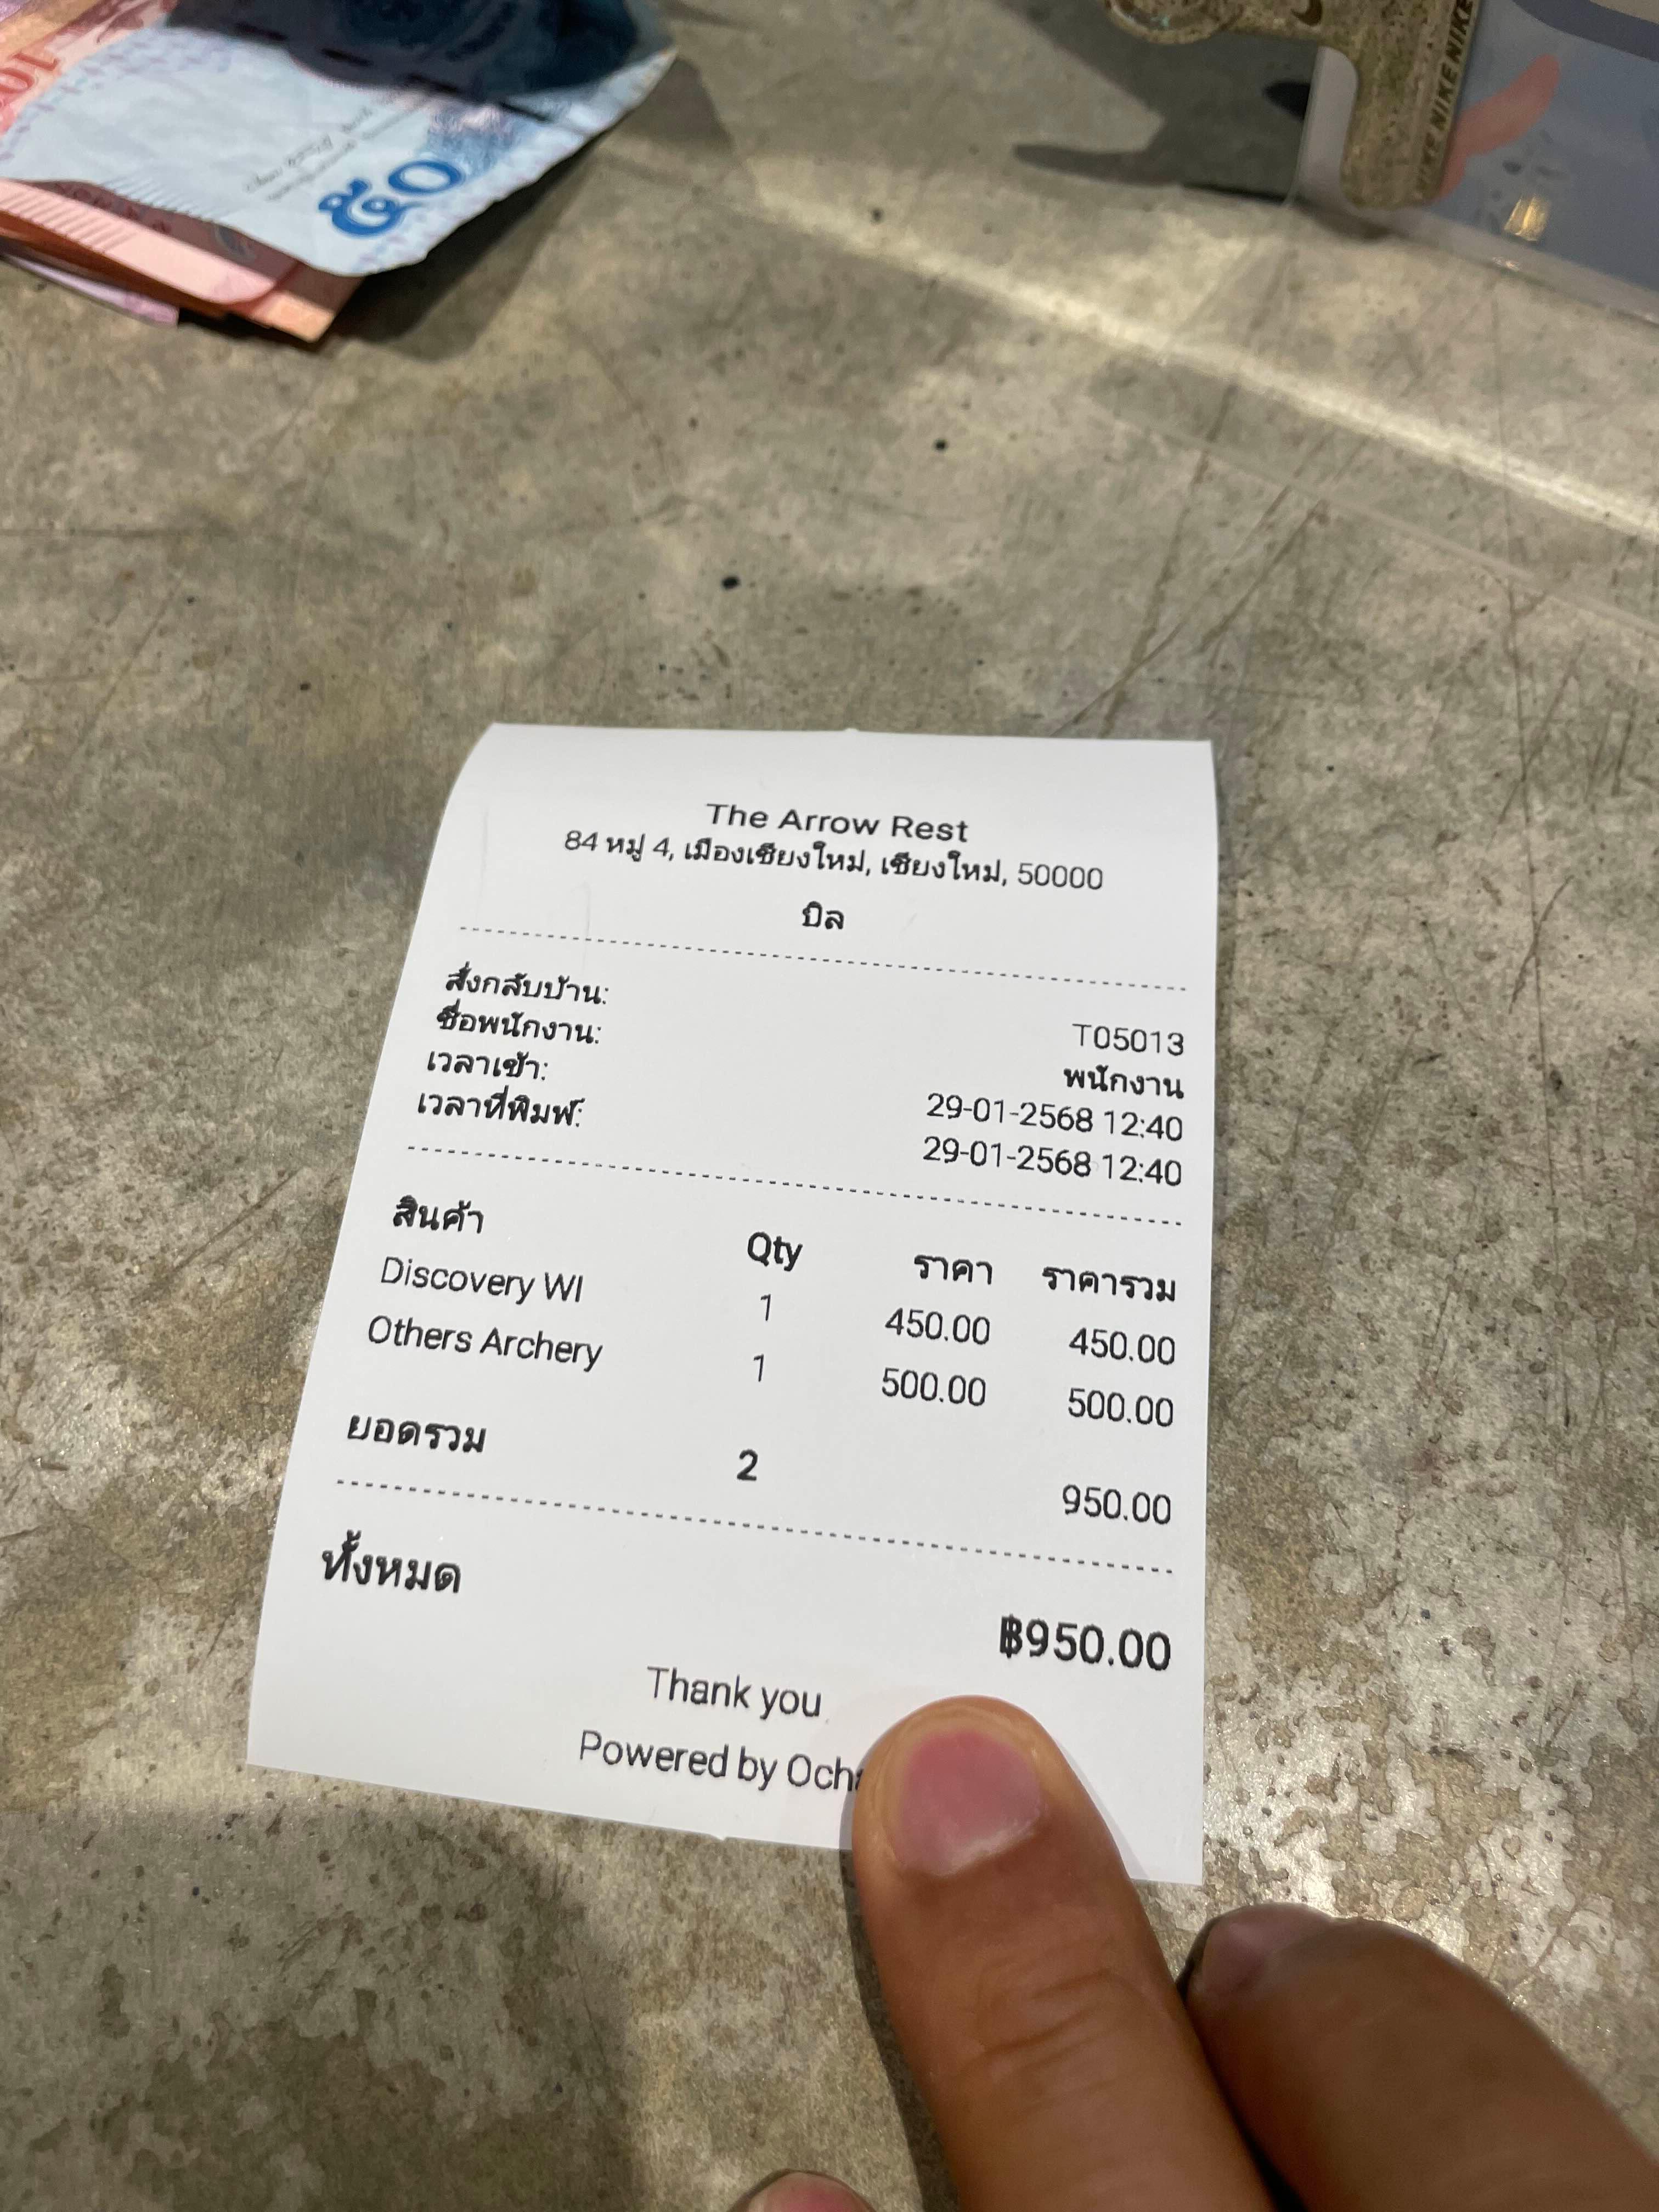 ๕๐
NIKE NIKE NIKE
The Arrow Rest
84 หมู่ 4, เมืองเชียงใหม่, เชียงใหม่, 50000
บิล
สั่งกลับบ้าน: T05013
ชื่อพนักงาน: พนักงาน
เวลาเข้า: 29-01-2568 12:40
เวลาที่พิมพ์: 29-01-2568 12:40
สินค้า Qty ราคา ราคารวม
Discovery WI 1 450.00 450.00
Others Archery 1 500.00 500.00
ยอดรวม 2 950.00
ทั้งหมด ฿950.00
Thank you
Powered by Ocha